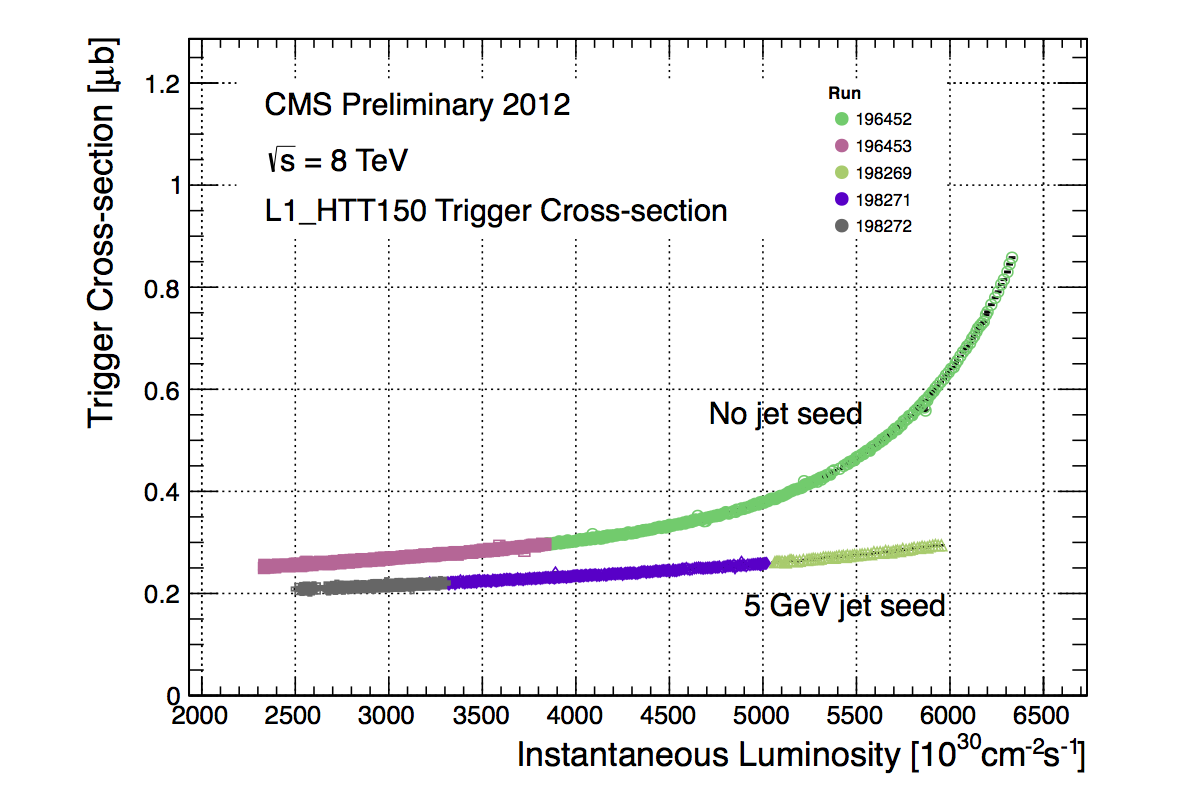 Trigger Cross-section [μb]
1.2
1
0.8
0.6
0.4
0.2
0
CMS Preliminary 2012
√s = 8 TeV
L1_HTT150 Trigger Cross-section
Run
196452
196453
198269
198271
198272
No jet seed
5 GeV jet seed
2000 2500 3000 3500 4000 4500 5000 5500 6000 6500
Instantaneous Luminosity [10³⁰cm⁻²s⁻¹]